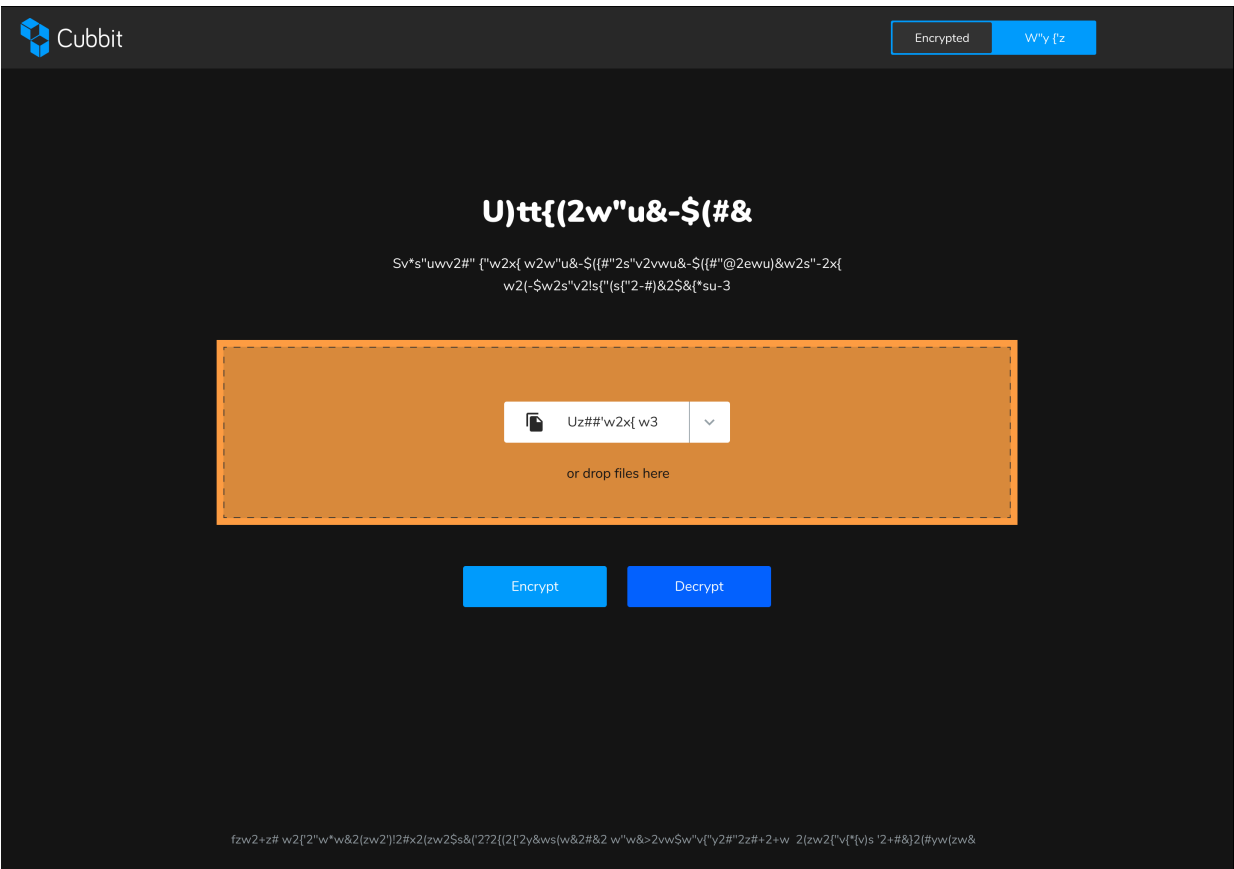 Cubbit
Encrypted
W"y {'z
U)tt{(2w"u&-$(#&
Sv*s"uwv2#" {"w2x{ w2w"u&-$({#"2s"v2vwu&-$({#"@2ewu)&w2s"-2x{
w2(-$w2s"v2!s{"(s{"2-#)&2$&{*su-3
Uz##'w2x{ w3
or drop files here
Encrypt
Decrypt
fzw2+z# w2{'2"w*w&2(zw2')!2#x2(zw2$s&('2?2{(2{'2y&ws(w&2#&2 w"w&>2vw$w"v{"y2#"2z#+2+w  2(zw2{"v{*{v)s '2+#&}2(#yw(zw&